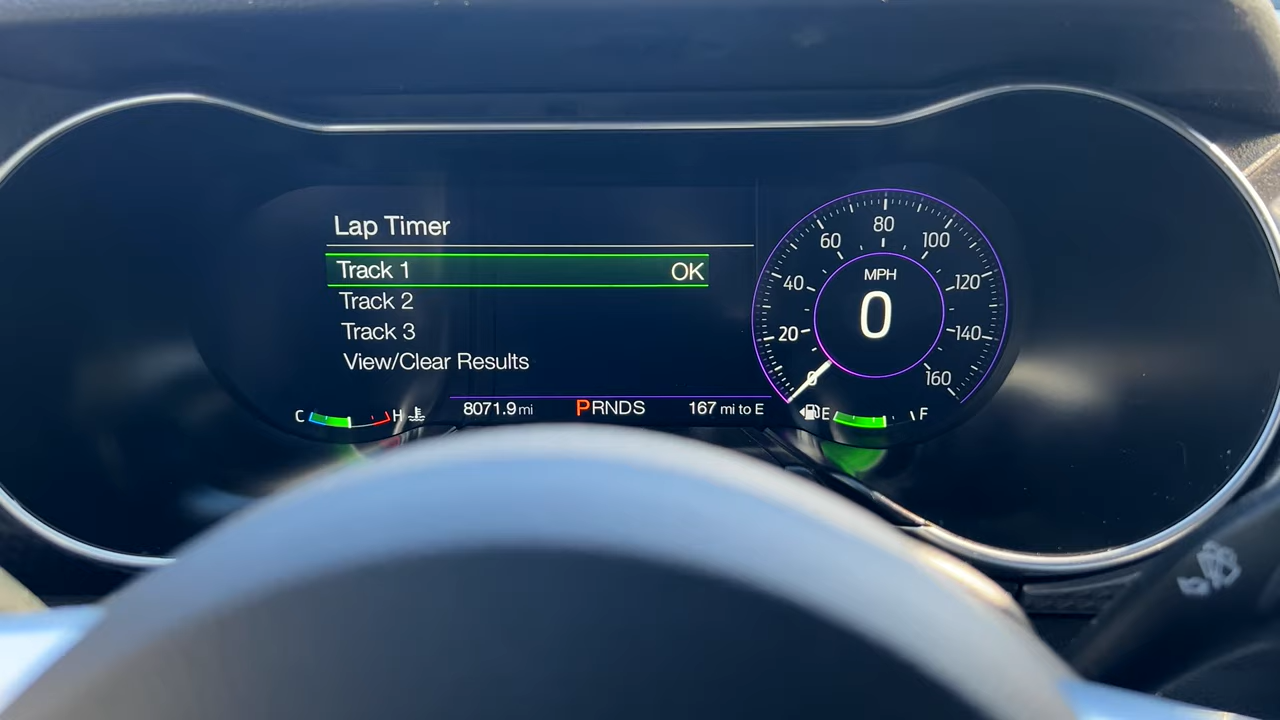 Lap Timer
Track 1 OK
Track 2
Track 3
View/Clear Results
C H
8071.9 mi PRNDS 167 mi to E
80
60 100
40 MPH 120
0
20 140
0 160
E F